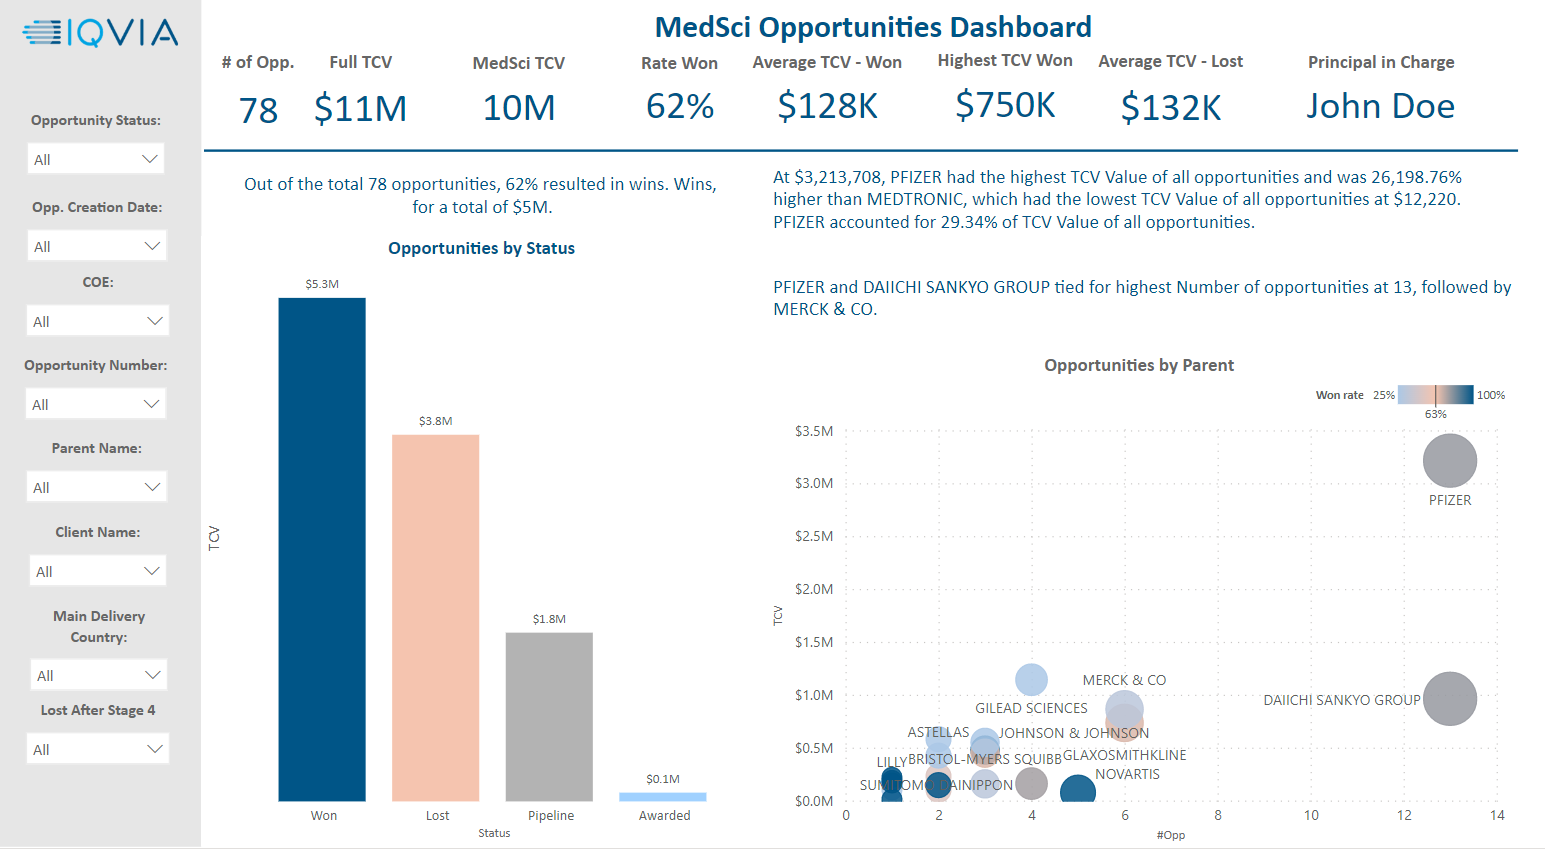 IQVIA
MedSci Opportunities Dashboard
# of Opp.
Full TCV
MedSci TCV
Rate Won
Average TCV - Won
Highest TCV Won
Average TCV - Lost
Principal in Charge
78
$11M
10M
62%
$128K
$750K
$132K
John Doe
Opportunity Status:
All
Opp. Creation Date:
All
COE:
All
Opportunity Number:
All
Parent Name:
All
Client Name:
All
Main Delivery
Country:
All
Lost After Stage 4
All
Out of the total 78 opportunities, 62% resulted in wins. Wins,
for a total of $5M.
Opportunities by Status
$5.3M
$3.8M
$1.8M
$0.1M
TCV
Won
Lost
Pipeline
Awarded
Status
At $3,213,708, PFIZER had the highest TCV Value of all opportunities and was 26,198.76%
higher than MEDTRONIC, which had the lowest TCV Value of all opportunities at $12,220.
PFIZER accounted for 29.34% of TCV Value of all opportunities.
PFIZER and DAIICHI SANKYO GROUP tied for highest Number of opportunities at 13, followed by
MERCK & CO.
Opportunities by Parent
Won rate
25%
100%
63%
$3.5M
$3.0M
$2.5M
$2.0M
$1.5M
$1.0M
$0.5M
$0.0M
TCV
PFIZER
MERCK & CO
DAIICHI SANKYO GROUP
GILEAD SCIENCES
ASTELLAS
JOHNSON & JOHNSON
LILLY
BRISTOL-MYERS SQUIBB
GLAXOSMITHKLINE
NOVARTIS
SUMITOMO DAINIPPON
0
2
4
6
8
10
12
14
#Opp